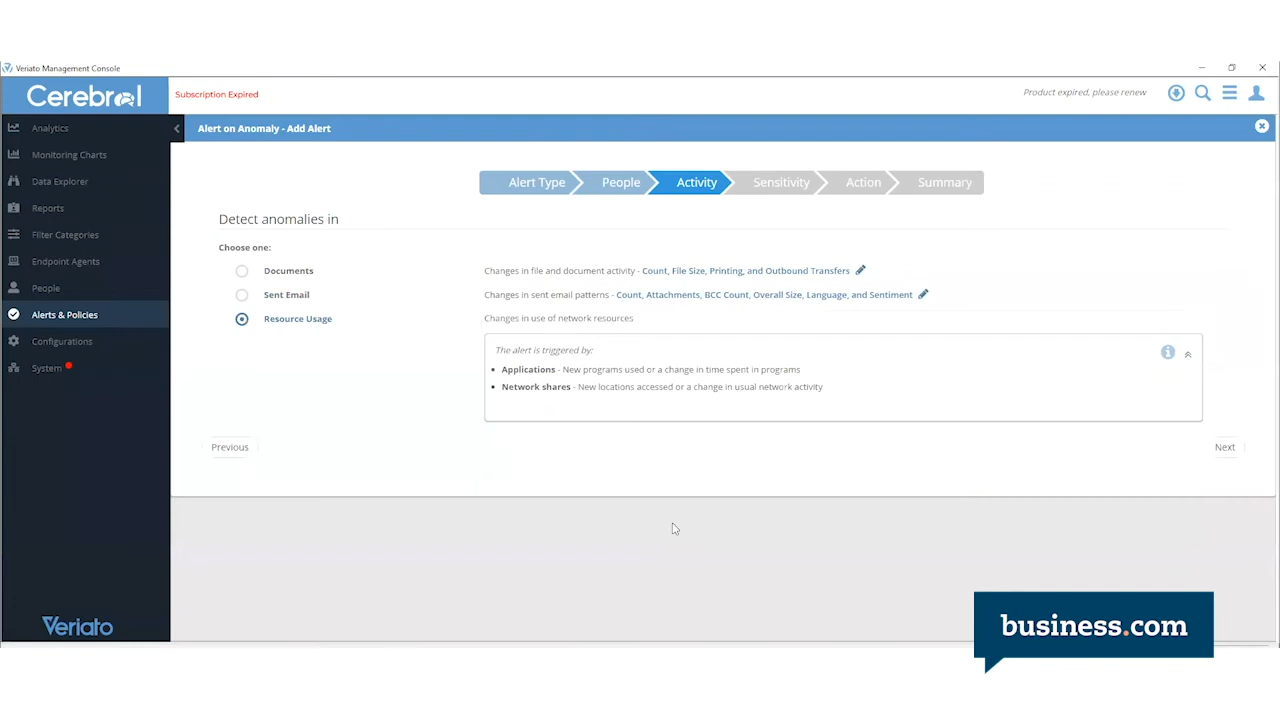 Veriato Management Console
Cerebral
Subscription Expired
Product expired, please renew
Analytics
Monitoring Charts
Data Explorer
Reports
Filter Categories
Endpoint Agents
People
Alerts & Policies
Configurations
System
Veriato
Alert on Anomaly - Add Alert
Alert Type People Activity Sensitivity Action Summary
Detect anomalies in
Choose one:
Documents Changes in file and document activity - Count, File Size, Printing, and Outbound Transfers
Sent Email Changes in sent email patterns - Count, Attachments, BCC Count, Overall Size, Language, and Sentiment
Resource Usage Changes in use of network resources
The alert is triggered by:
• Applications - New programs used or a change in time spent in programs
• Network shares - New locations accessed or a change in usual network activity
Previous Next
business.com